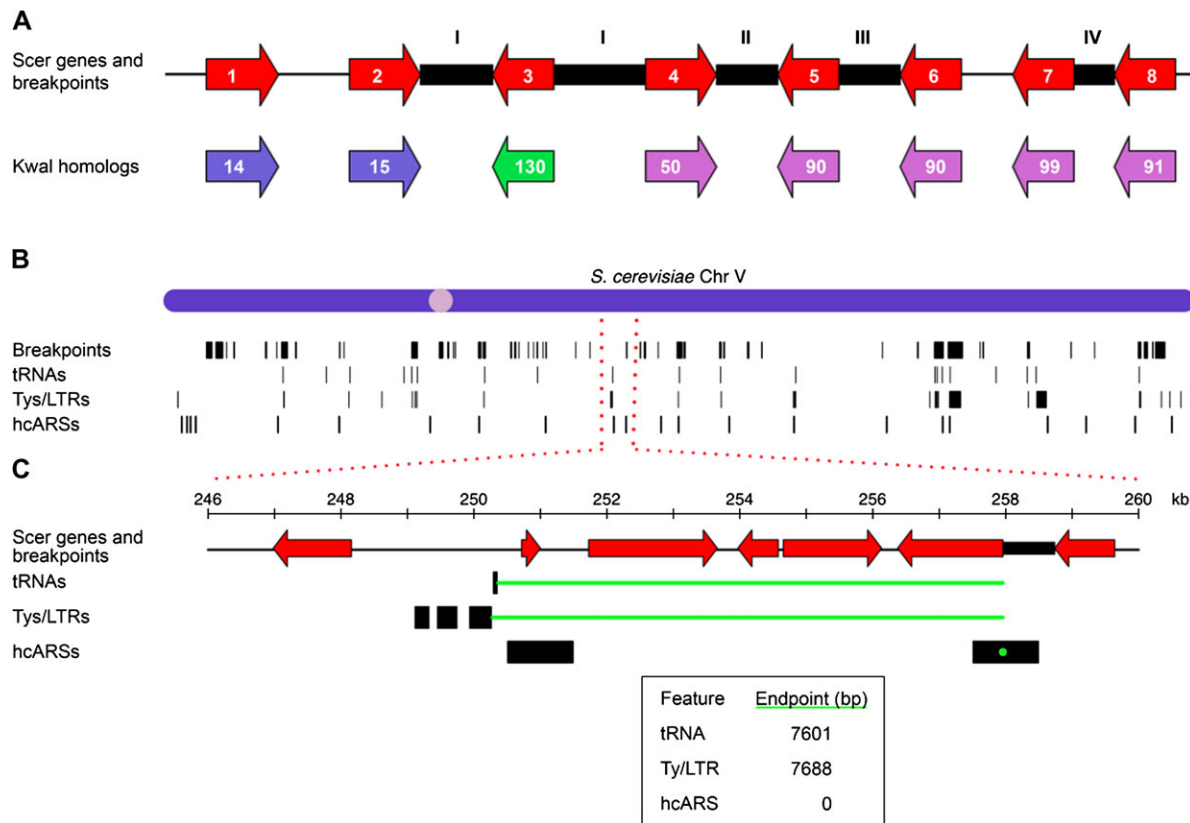 A
I I II III IV
Scer genes and
breakpoints
1 2 3 4 5 6 7 8
Kwal homologs
14 15 130 50 90 90 99 91
B
S. cerevisiae Chr V
Breakpoints
tRNAs
Tys/LTRs
hcARSs
C
246 248 250 252 254 256 258 260 kb
Scer genes and
breakpoints
tRNAs
Tys/LTRs
hcARSs
Feature Endpoint (bp)
tRNA 7601
Ty/LTR 7688
hcARS 0